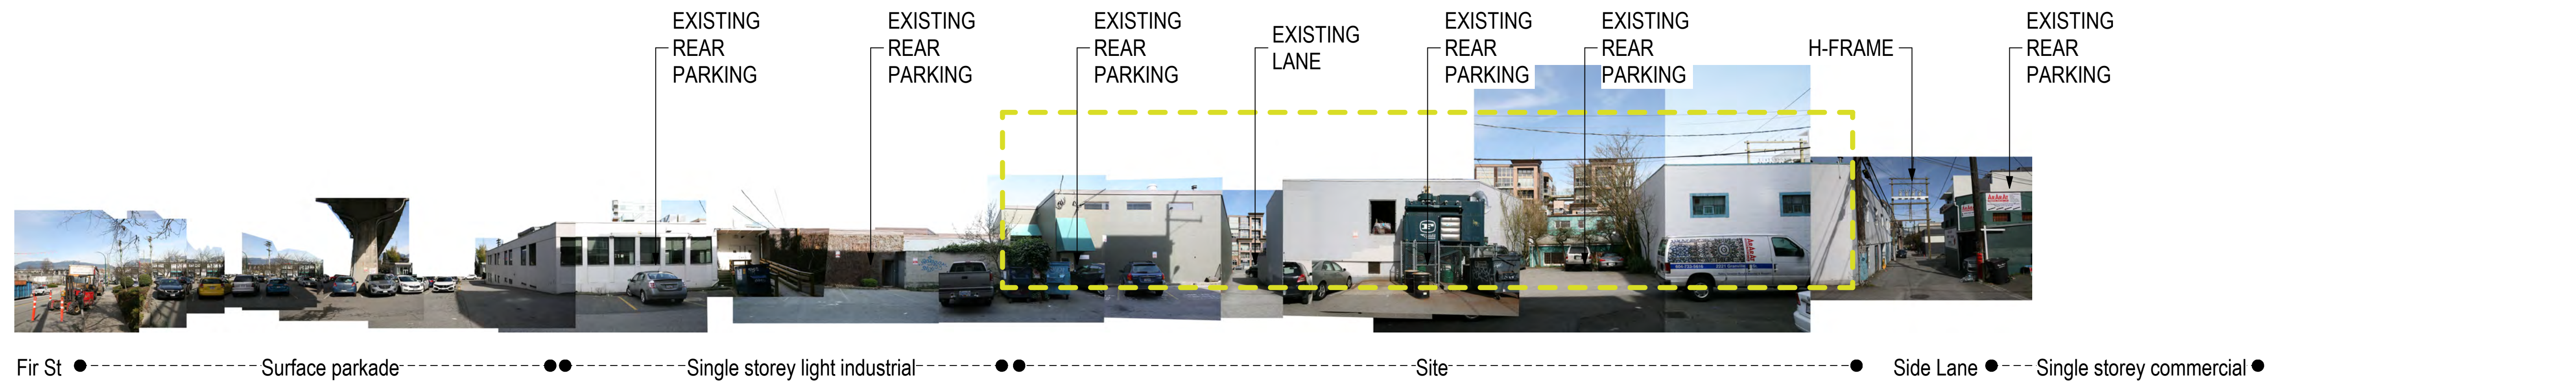 EXISTING
REAR
PARKING
EXISTING
REAR
PARKING
EXISTING
REAR
PARKING
EXISTING
LANE
EXISTING
REAR
PARKING
EXISTING
REAR
PARKING
H-FRAME
EXISTING
REAR
PARKING
Fir St
Surface parkade
Single storey light industrial
Site
Side Lane
Single storey commercial